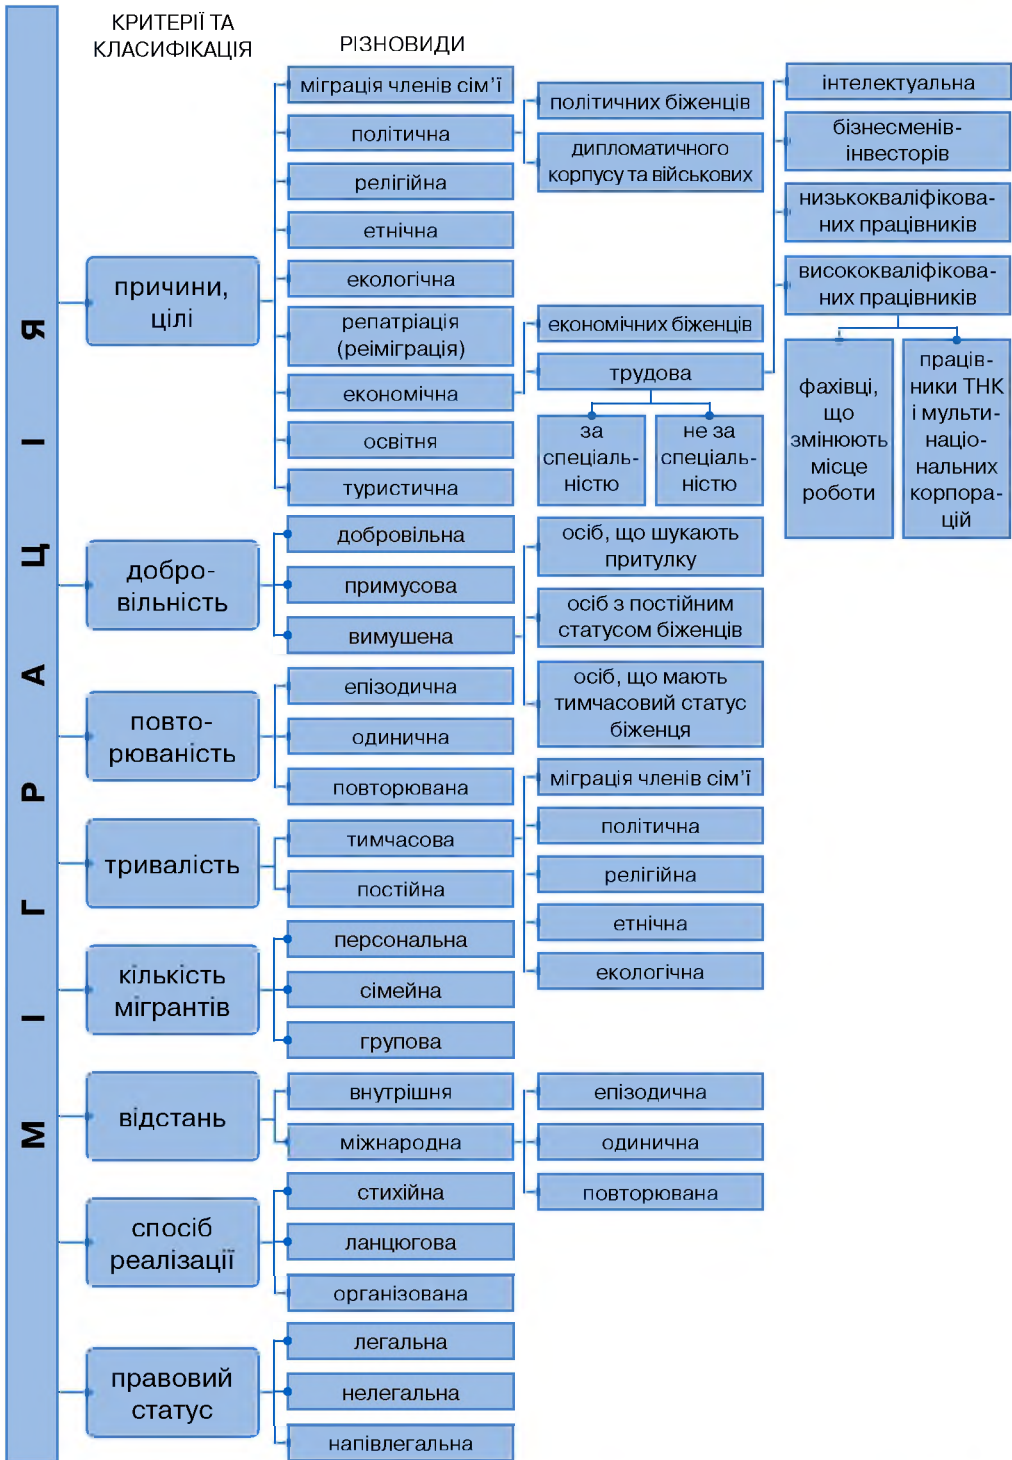 КРИТЕРІЇ ТА
КЛАСИФІКАЦІЯ
РІЗНОВИДИ
МІГРАЦІЯ
причини,
цілі
міграція членів сім’ї
політична
політичних біженців
дипломатичного
корпусу та військових
релігійна
етнічна
екологічна
репатріація
(реіміграція)
економічна
економічних біженців
трудова
за
спеціаль-
ністю
не за
спеціаль-
ністю
інтелектуальна
бізнесменів-
інвесторів
низькокваліфікова-
них працівників
висококваліфікова-
них працівників
фахівці,
що
змінюють
місце
роботи
праців-
ники ТНК
і мульти-
націо-
нальних
корпора-
цій
освітня
туристична
добро-
вільність
добровільна
примусова
вимушена
осіб, що шукають
притулку
осіб з постійним
статусом біженців
осіб, що мають
тимчасовий статус
біженця
повто-
рюваність
епізодична
одинична
повторювана
тривалість
тимчасова
міграція членів сім’ї
політична
релігійна
етнічна
екологічна
постійна
кількість
мігрантів
персональна
сімейна
групова
відстань
внутрішня
міжнародна
епізодична
одинична
повторювана
спосіб
реалізації
стихійна
ланцюгова
організована
правовий
статус
легальна
нелегальна
напівлегальна